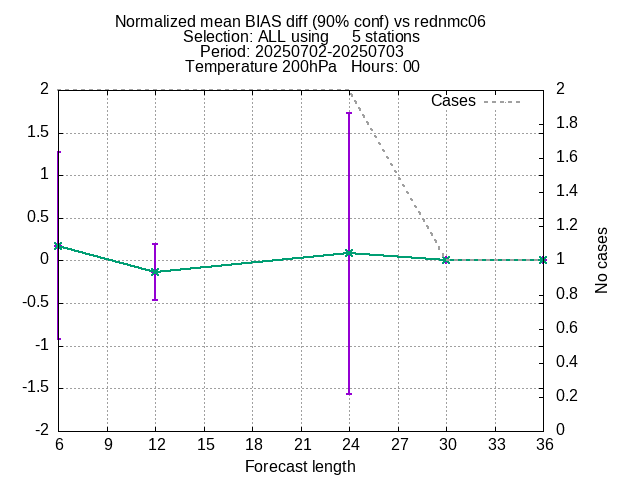 Normalized mean BIAS diff (90% conf) vs rednmc06
Selection: ALL using     5 stations
Period: 20250702-20250703
Temperature 200hPa   Hours: 00
Cases
2
1.5
1
0.5
0
-0.5
-1
-1.5
-2
2
1.8
1.6
1.4
1.2
1
0.8
0.6
0.4
0.2
0
No cases
6 9 12 15 18 21 24 27 30 33 36
Forecast length